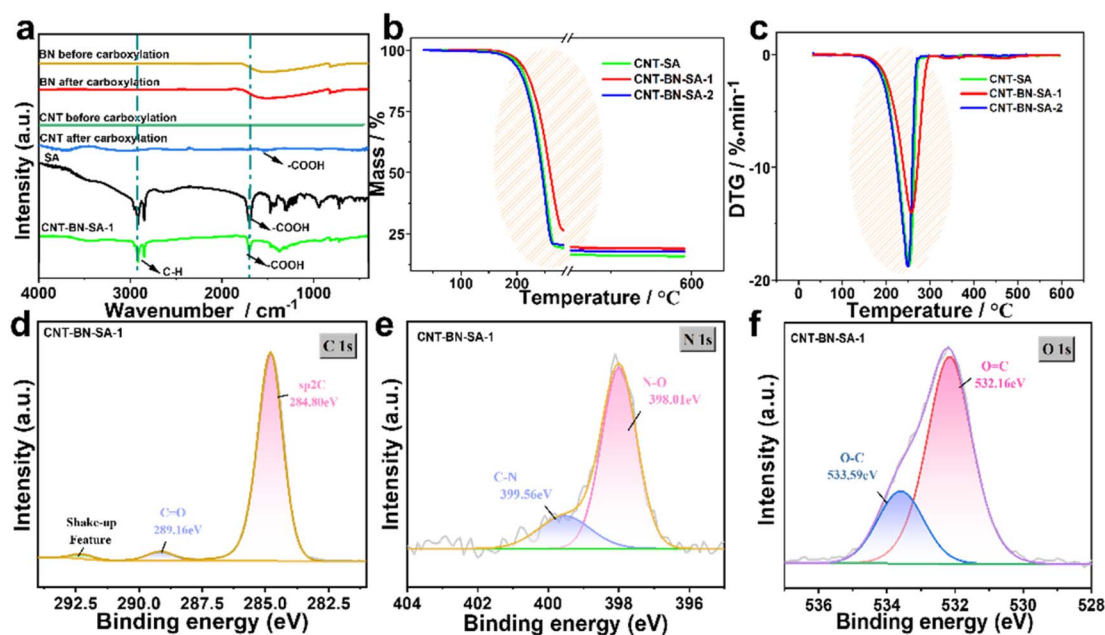 a
BN before carboxylation
BN after carboxylation
CNT before carboxylation
CNT after carboxylation
-COOH
SA
-COOH
CNT-BN-SA-1
C-H
-COOH
Intensity (a.u.)
4000 3000 2000 1000
Wavenumber / cm-1
b
100
75
50
25
Mass / %
CNT-SA
CNT-BN-SA-1
CNT-BN-SA-2
200 400 600
Temperature / °C
c
0
-10
-20
DTG / %·min-1
CNT-SA
CNT-BN-SA-1
CNT-BN-SA-2
0 100 200 300 400 500 600
Temperature / °C
d
CNT-BN-SA-1
C 1s
sp2C
284.80eV
C=O
289.16eV
Shake-up
Feature
Intensity (a.u.)
292.5 290.0 287.5 285.0 282.5
Binding energy (eV)
e
CNT-BN-SA-1
N 1s
N-O
398.01eV
C-N
399.56eV
Intensity (a.u.)
404 402 400 398 396
Binding energy (eV)
f
CNT-BN-SA-1
O 1s
O=C
532.16eV
O-C
533.59eV
Intensity (a.u.)
536 534 532 530 528
Binding energy (eV)